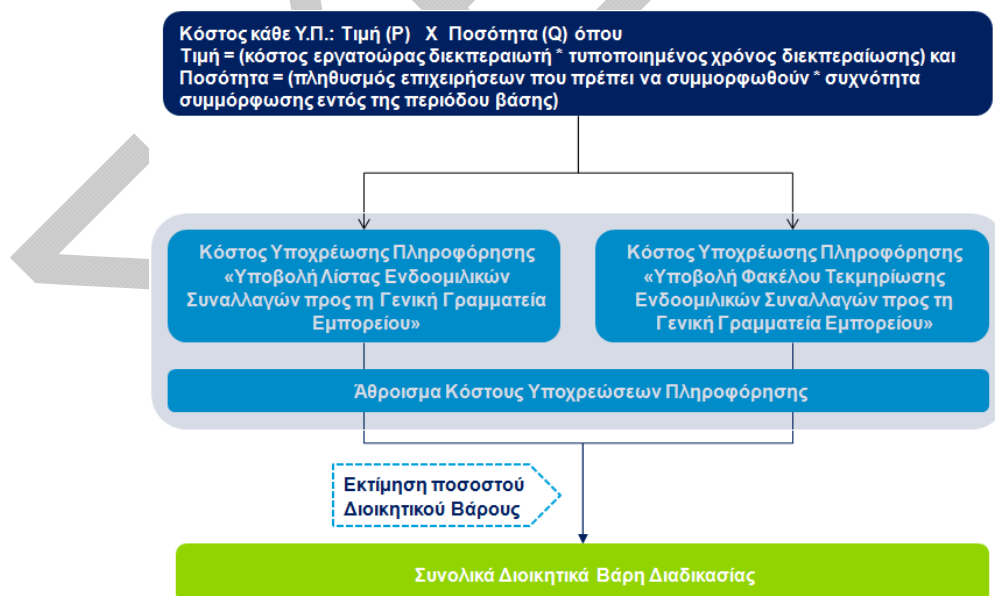 Κόστος κάθε Υ.Π.: Τιμή (P) X Ποσότητα (Q) όπου
Τιμή = (κόστος εργατοώρας διεκπεραιωτή * τυποποιημένος χρόνος διεκπεραίωσης) και
Ποσότητα = (πληθυσμός επιχειρήσεων που πρέπει να συμμορφωθούν * συχνότητα
συμμόρφωσης εντός της περιόδου βάσης)
Κόστος Υποχρέωσης Πληροφόρησης
«Υποβολή Λίστας Ενδοομιλικών
Συναλλαγών προς τη Γενική Γραμματεία
Εμπορείου»
Κόστος Υποχρέωσης Πληροφόρησης
«Υποβολή Φακέλου Τεκμηρίωσης
Ενδοομιλικών Συναλλαγών προς τη
Γενική Γραμματεία Εμπορείου»
Άθροισμα Κόστους Υποχρεώσεων Πληροφόρησης
Εκτίμηση ποσοστού
Διοικητικού Βάρους
Συνολικά Διοικητικά Βάρη Διαδικασίας